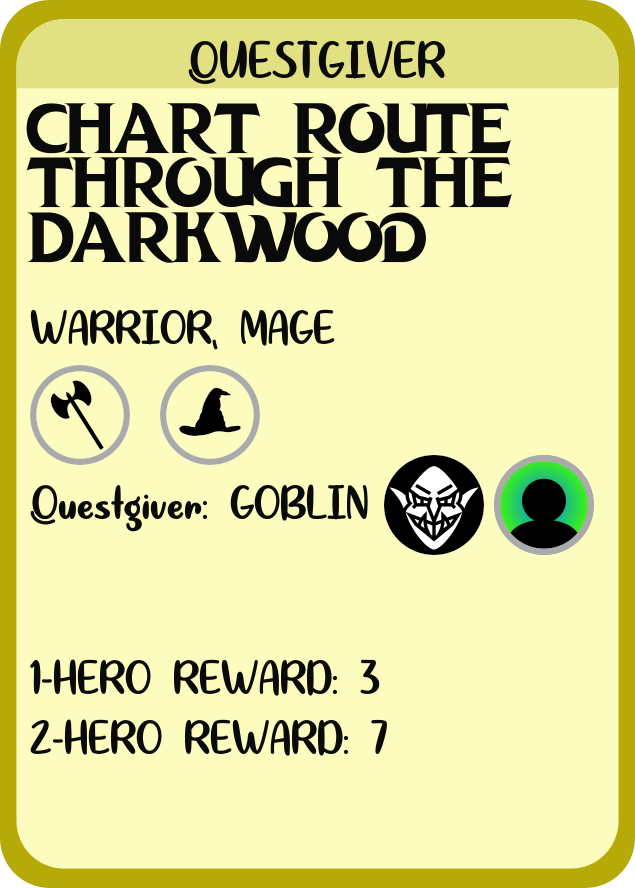 QUESTGIVER
CHART ROUTE
THROUGH THE
DARKWOOD
WARRIOR, MAGE
Questgiver: GOBLIN
1-HERO REWARD: 3
2-HERO REWARD: 7